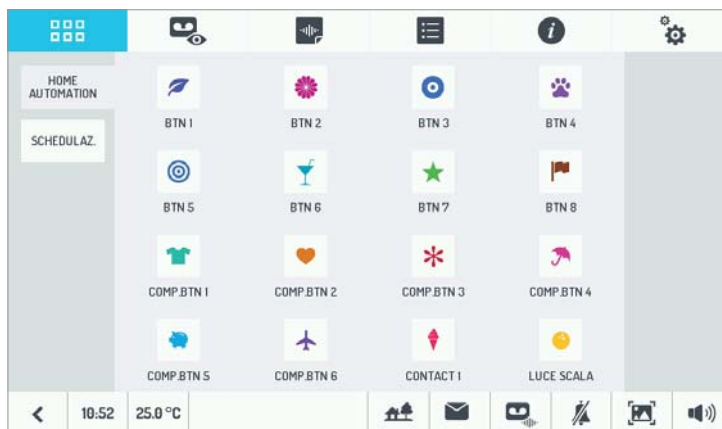 HOME
AUTOMATION
SCHEDULAZ.
BTN 1
BTN 2
BTN 3
BTN 4
BTN 5
BTN 6
BTN 7
BTN 8
COMP.BTN 1
COMP.BTN 2
COMP.BTN 3
COMP.BTN 4
COMP.BTN 5
COMP.BTN 6
CONTACT 1
LUCE SCALA
10:52
25.0 °C